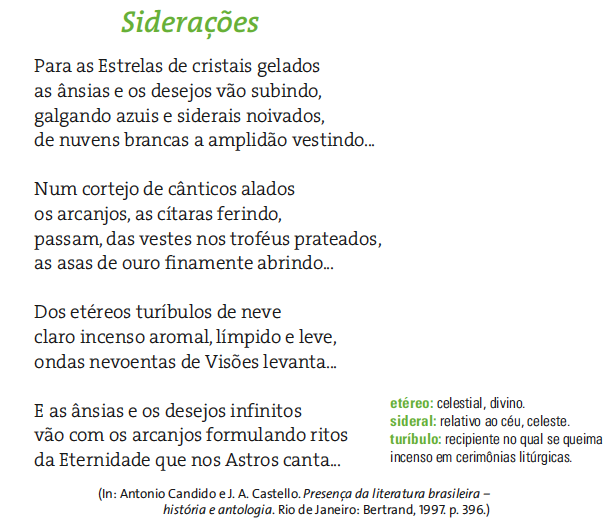 Siderações
Para as Estrelas de cristais gelados
as ânsias e os desejos vão subindo,
galgando azuis e siderais noivados,
de nuvens brancas a amplidão vestindo...
Num cortejo de cânticos alados
os arcanjos, as cítaras ferindo,
passam, das vestes nos troféus prateados,
as asas de ouro finamente abrindo...
Dos etéreos turíbulos de neve
claro incenso aromal, límpido e leve,
ondas nevoentas de Visões levanta...
E as ânsias e os desejos infinitos
vão com os arcanjos formulando ritos
da Eternidade que nos Astros canta...
etéreo: celestial, divino.
sideral: relativo ao céu, celeste.
turíbulo: recipiente no qual se queima
incenso em cerimônias litúrgicas.
(In: Antonio Candido e J. A. Castello. Presença da literatura brasileira –
história e antologia. Rio de Janeiro: Bertrand, 1997. p. 396.)